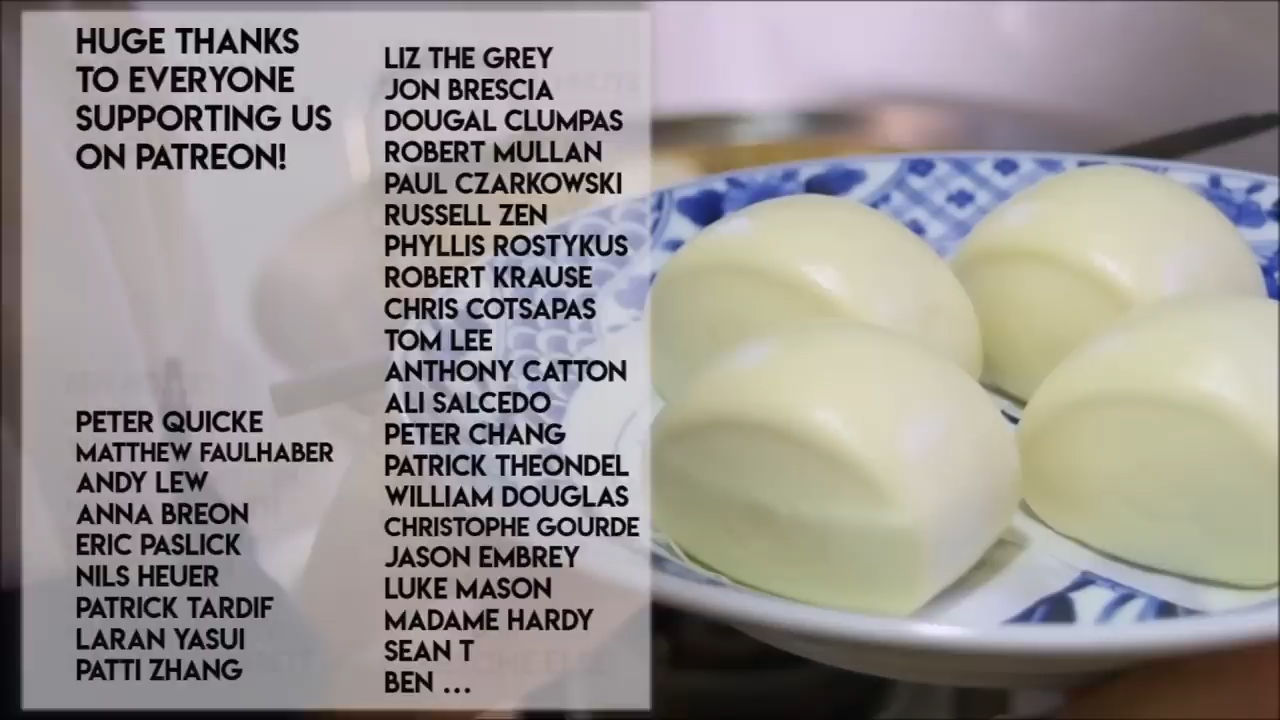 HUGE THANKS
TO EVERYONE
SUPPORTING US
ON PATREON!
PETER QUICKE
MATTHEW FAULHABER
ANDY LEW
ANNA BREON
ERIC PASLICK
NILS HEUER
PATRICK TARDIF
LARAN YASUI
PATTI ZHANG
LIZ THE GREY
JON BRESCIA
DOUGAL CLUMPAS
ROBERT MULLAN
PAUL CZARKOWSKI
RUSSELL ZEN
PHYLLIS ROSTYKUS
ROBERT KRAUSE
CHRIS COTSAPAS
TOM LEE
ANTHONY CATTON
ALI SALCEDO
PETER CHANG
PATRICK THEONDEL
WILLIAM DOUGLAS
CHRISTOPHE GOURDE
JASON EMBREY
LUKE MASON
MADAME HARDY
SEAN T
BEN ...